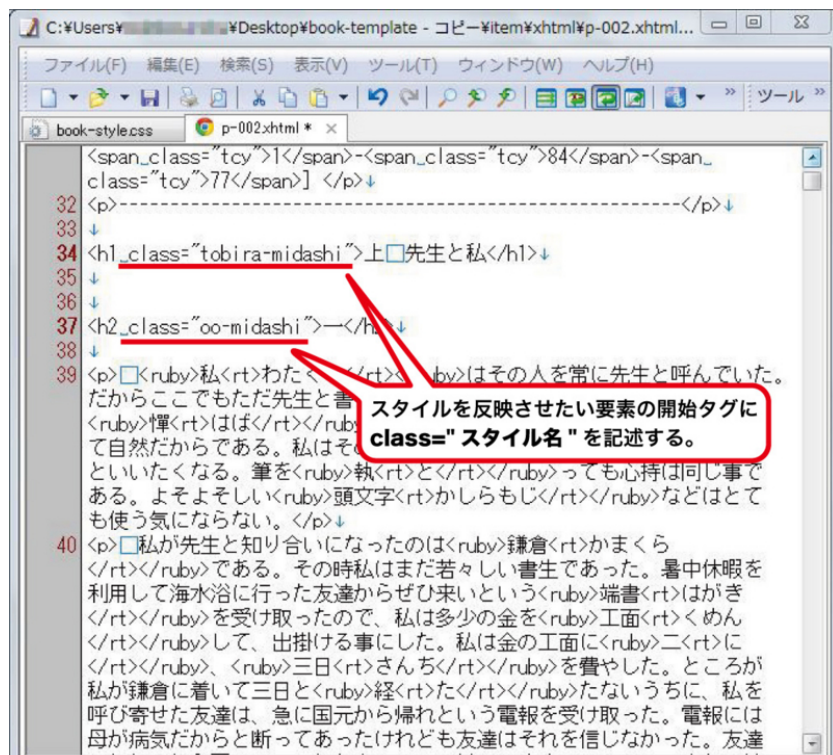 C:¥Users¥ ¥Desktop¥book-template - コピー¥item¥xhtml¥p-002.xhtml...
ファイル(F) 編集(E) 検索(S) 表示(V) ツール(T) ウィンドウ(W) ヘルプ(H)
ツール »
book-style.css p-002.xhtml * ×
<span_class="tcy">1</span>-<span_class="tcy">84</span>-<span_
class="tcy">77</span>] </p>↓
32 <p>--------------------------------------------------------</p>↓
33 ↓
34 <h1_class="tobira-midashi">上□先生と私</h1>↓
35 ↓
36 ↓
37 <h2_class="oo-midashi">一</h ↓
38 ↓
39 <p>□<ruby>私<rt>わたく </rt>< by>はその人を常に先生と呼んでいた。
だからここでもただ先生と書
<ruby>憚<rt>はば</rt></ruby
て自然だからである。私はその
といいたくなる。筆を<ruby>執<rt>と</rt></ruby>っても心持は同じ事で
ある。よそよそしい<ruby>頭文字<rt>かしらもじ</rt></ruby>などはとて
も使う気にならない。</p>↓
スタイルを反映させたい要素の開始タグに
class=" スタイル名 " を記述する。
40 <p>□私が先生と知り合いになったのは<ruby>鎌倉<rt>かまくら
</rt></ruby>である。その時私はまだ若々しい書生であった。暑中休暇を
利用して海水浴に行った友達からぜひ来いという<ruby>端書<rt>はがき
</rt></ruby>を受け取ったので、私は多少の金を<ruby>工面<rt>くめん
</rt></ruby>して、出掛ける事にした。私は金の工面に<ruby>二<rt>に
</rt></ruby>、<ruby>三日<rt>さんち</rt></ruby>を費やした。ところが
私が鎌倉に着いて三日と<ruby>経<rt>た</rt></ruby>たないうちに、私を
呼び寄せた友達は、急に国元から帰れという電報を受け取った。電報には
母が病気だからと断ってあったけれども友達はそれを信じなかった。友達